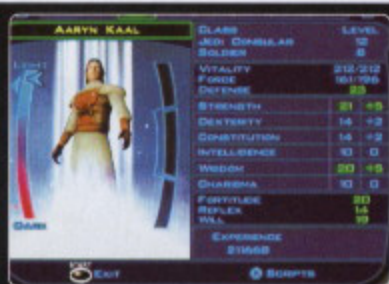 AARYN KAAL
LIGHT
DARK
CLASS LEVEL
JEDI CONSULAR 12
SOLDIER 8
VITALITY 212/212
FORCE 161/196
DEFENSE 23
STRENGTH 21 +5
DEXTERITY 14 +2
CONSTITUTION 14 +2
INTELLIGENCE 10 0
WISDOM 20 +5
CHARISMA 10 0
FORTITUDE 20
REFLEX 14
WILL 19
EXPERIENCE
211668
START
EXIT
SCRIPTS